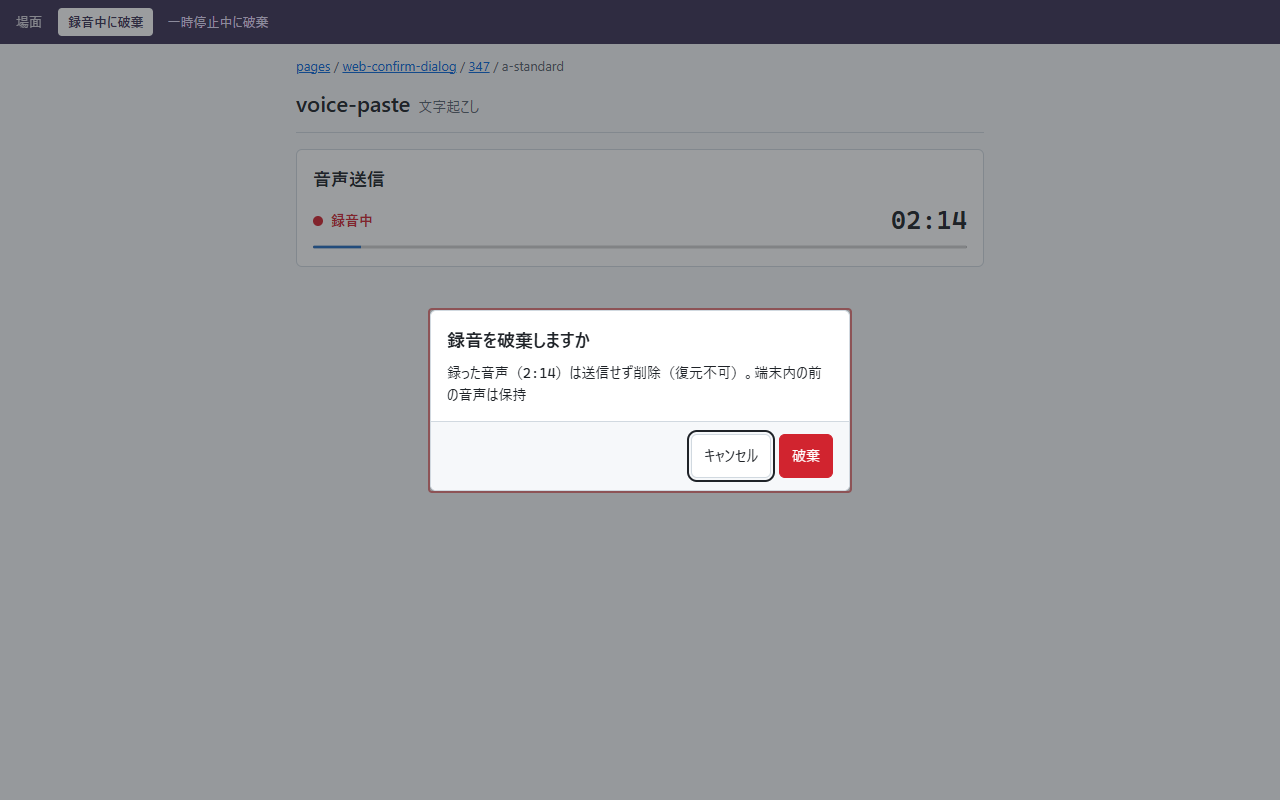 場面 録音中に破棄 一時停止中に破棄
pages / web-confirm-dialog / 347 / a-standard
voice-paste 文字起こし
音声送信
録音中 02:14
録音を破棄しますか
録った音声（2:14）は送信せず削除（復元不可）。端末内の前
の音声は保持
キャンセル 破棄